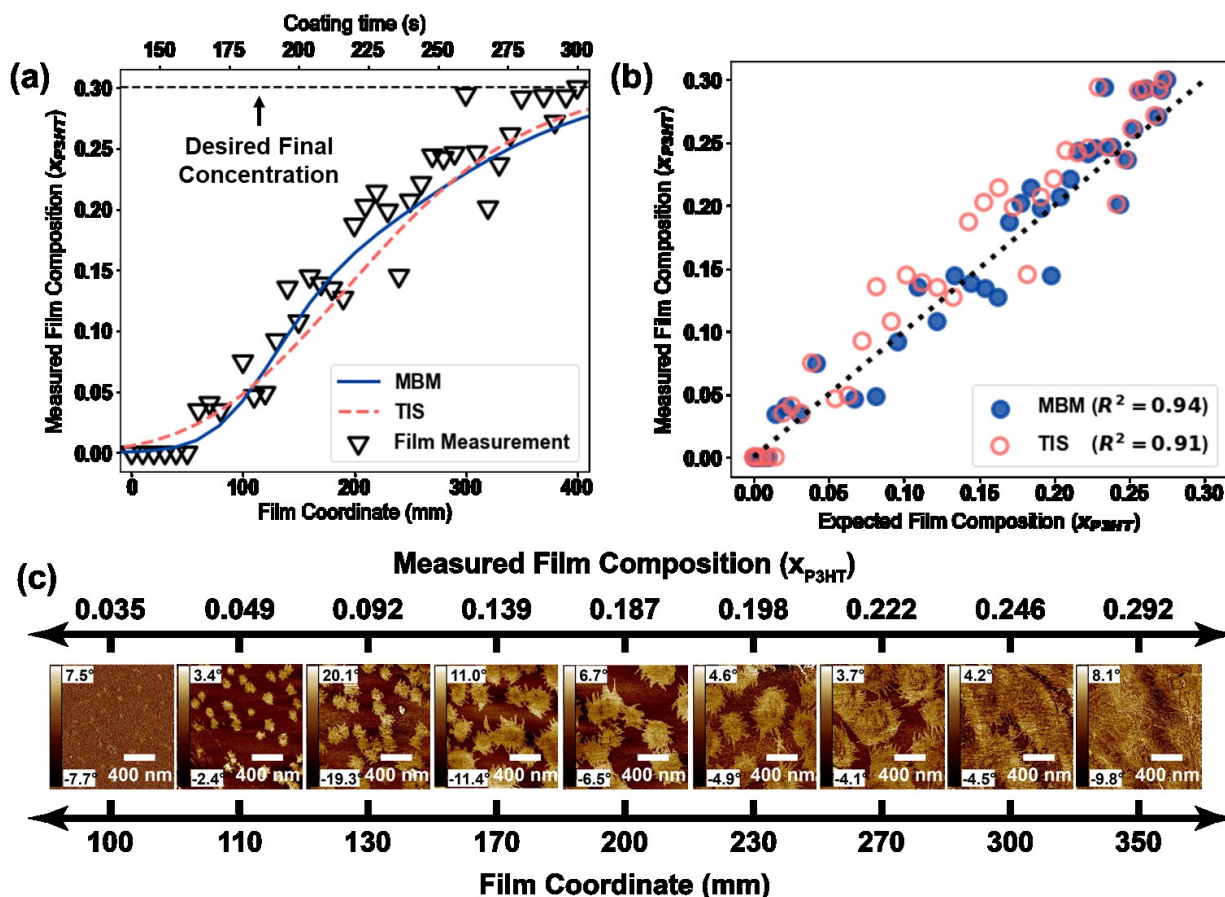 Coating time (s)
150 175 200 225 250 275 300
(a)
0.30
0.25
0.20
0.15
0.10
0.05
0.00
Measured Film Composition (x_P3HT)
Desired Final
Concentration
MBM
TIS
Film Measurement
0 100 200 300 400
Film Coordinate (mm)
(b)
0.30
0.25
0.20
0.15
0.10
0.05
0.00
Measured Film Composition (x_P3HT)
MBM (R² = 0.94)
TIS (R² = 0.91)
0.00 0.05 0.10 0.15 0.20 0.25 0.30
Expected Film Composition (x_P3HT)
(c)
Measured Film Composition (x_P3HT)
0.035 0.049 0.092 0.139 0.187 0.198 0.222 0.246 0.292
7.5° 3.4° 20.1° 11.0° 6.7° 4.6° 3.7° 4.2° 8.1°
400 nm 400 nm 400 nm 400 nm 400 nm 400 nm 400 nm 400 nm 400 nm
-7.7° -2.4° -19.3° -11.4° -6.5° -4.9° -4.1° -4.5° -9.8°
100 110 130 170 200 230 270 300 350
Film Coordinate (mm)